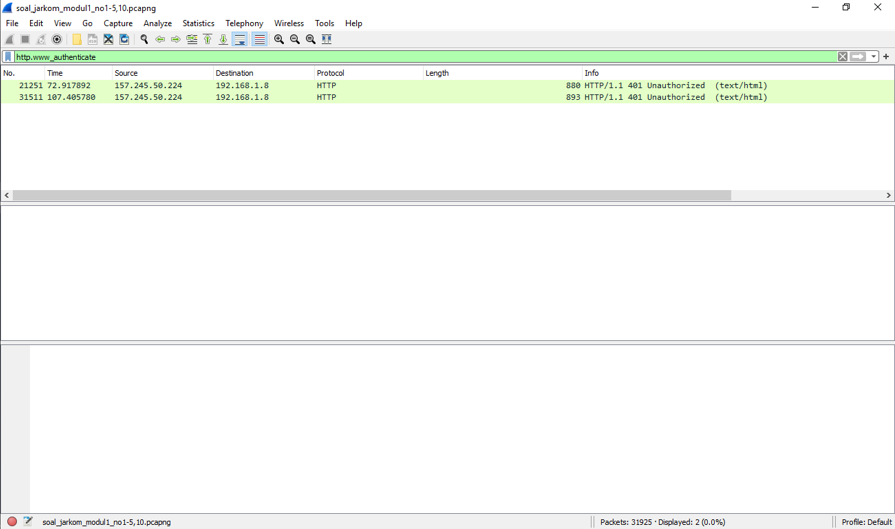 soal_jarkom_modul1_no1-5,10.pcapng
File Edit View Go Capture Analyze Statistics Telephony Wireless Tools Help
http.www_authenticate
No. Time Source Destination Protocol Length Info
21251 72.917892 157.245.50.224 192.168.1.8 HTTP 880 HTTP/1.1 401 Unauthorized (text/html)
31511 107.405780 157.245.50.224 192.168.1.8 HTTP 893 HTTP/1.1 401 Unauthorized (text/html)
soal_jarkom_modul1_no1-5,10.pcapng Packets: 31925 · Displayed: 2 (0.0%) Profile: Default